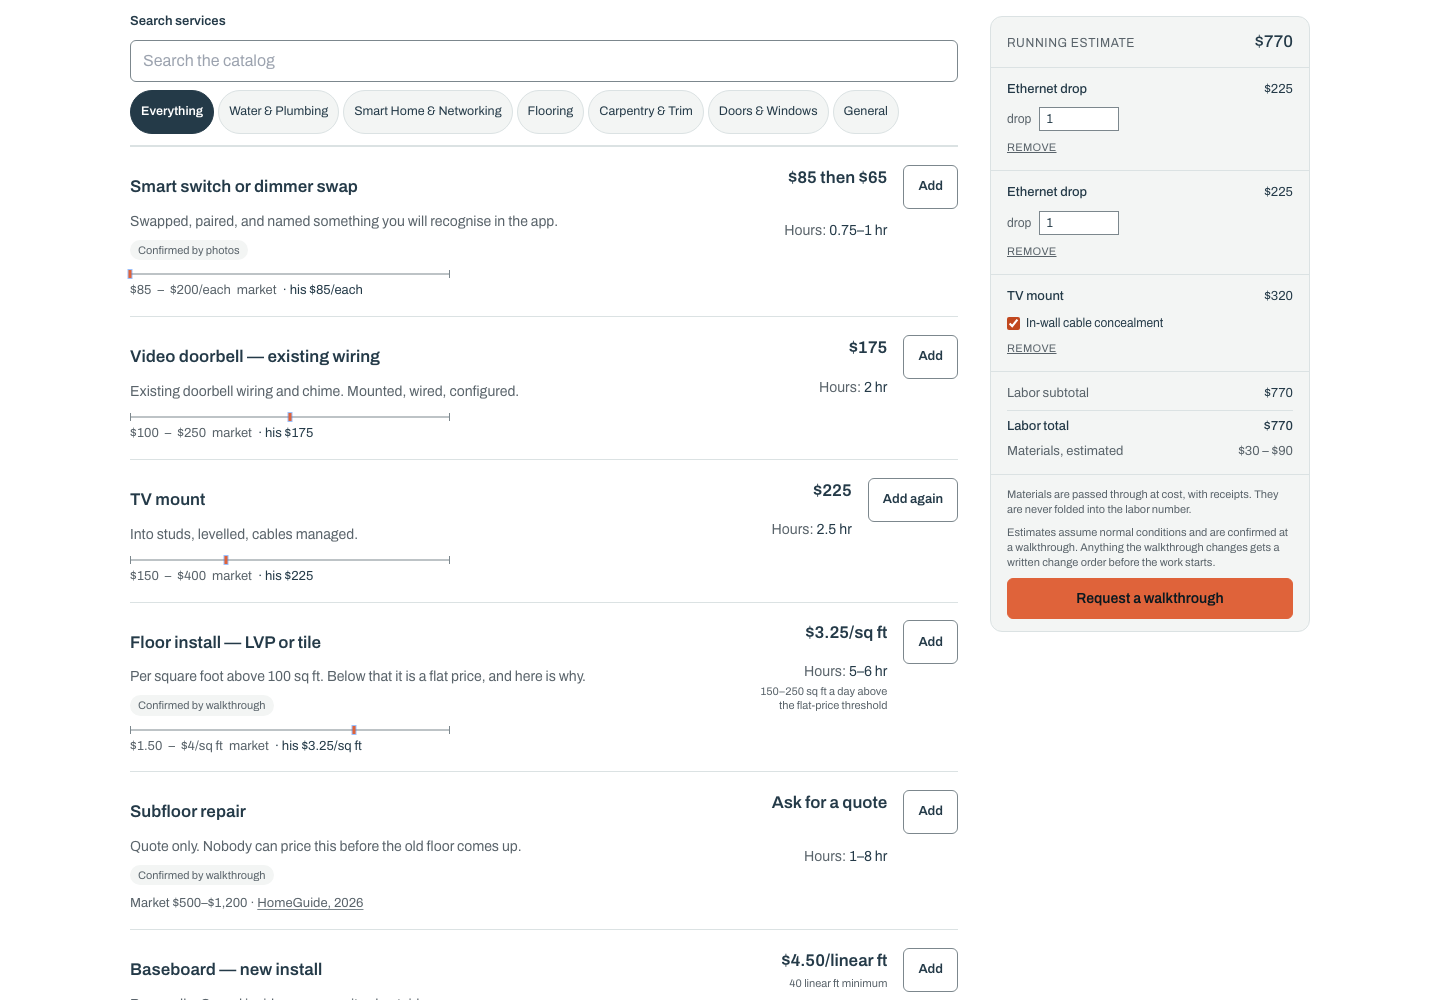 Search services
Search the catalog
Everything
Water & Plumbing
Smart Home & Networking
Flooring
Carpentry & Trim
Doors & Windows
General
Smart switch or dimmer swap
$85 then $65
Add
Swapped, paired, and named something you will recognise in the app.
Hours: 0.75–1 hr
Confirmed by photos
$85 – $200/each market · his $85/each
Video doorbell — existing wiring
$175
Add
Existing doorbell wiring and chime. Mounted, wired, configured.
Hours: 2 hr
$100 – $250 market · his $175
TV mount
$225
Add again
Into studs, levelled, cables managed.
Hours: 2.5 hr
$150 – $400 market · his $225
Floor install — LVP or tile
$3.25/sq ft
Add
Per square foot above 100 sq ft. Below that it is a flat price, and here is why.
Hours: 5–6 hr
150–250 sq ft a day above
the flat-price threshold
Confirmed by walkthrough
$1.50 – $4/sq ft market · his $3.25/sq ft
Subfloor repair
Ask for a quote
Add
Quote only. Nobody can price this before the old floor comes up.
Hours: 1–8 hr
Confirmed by walkthrough
Market $500–$1,200 · HomeGuide, 2026
Baseboard — new install
$4.50/linear ft
Add
40 linear ft minimum
RUNNING ESTIMATE
$770
Ethernet drop
$225
drop
1
REMOVE
Ethernet drop
$225
drop
1
REMOVE
TV mount
$320
In-wall cable concealment
REMOVE
Labor subtotal
$770
Labor total
$770
Materials, estimated
$30 – $90
Materials are passed through at cost, with receipts. They
are never folded into the labor number.
Estimates assume normal conditions and are confirmed at
a walkthrough. Anything the walkthrough changes gets a
written change order before the work starts.
Request a walkthrough